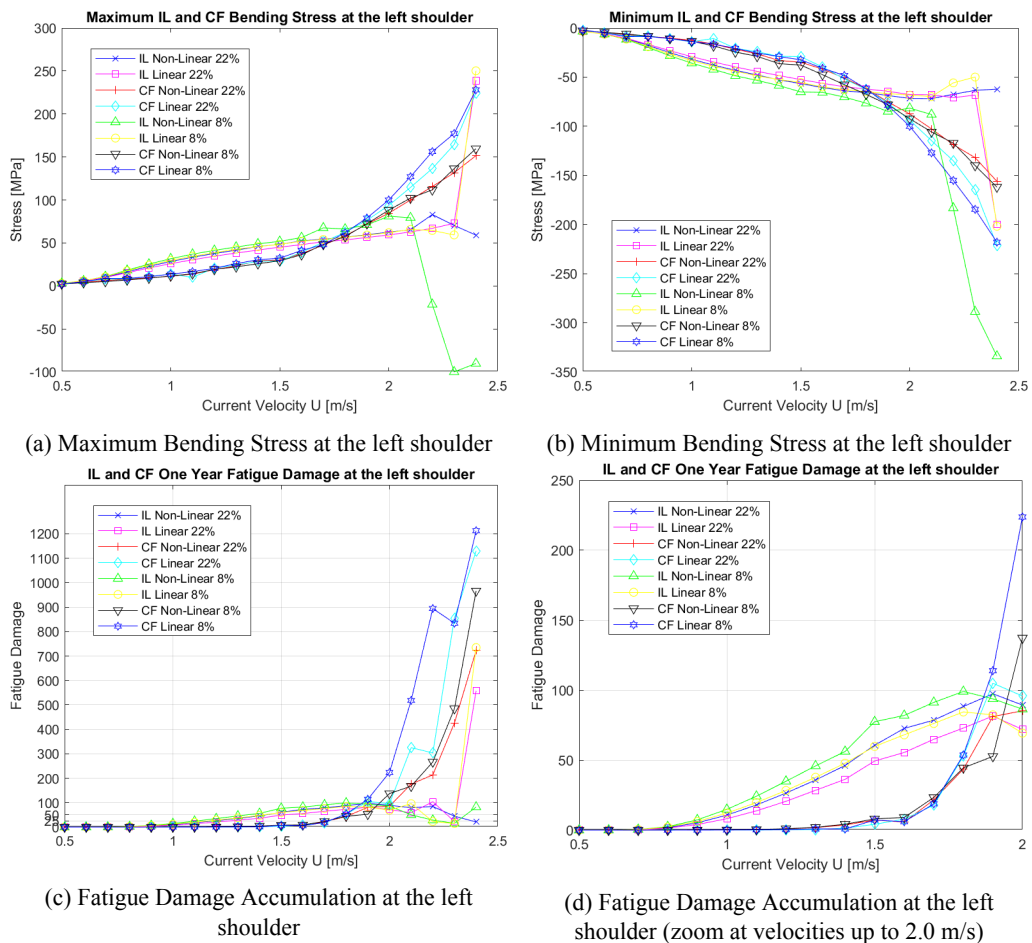 Maximum IL and CF Bending Stress at the left shoulder
300
250
200
150
100
50
0
-50
-100
Stress [MPa]
IL Non-Linear 22%
IL Linear 22%
CF Non-Linear 22%
CF Linear 22%
IL Non-Linear 8%
IL Linear 8%
CF Non-Linear 8%
CF Linear 8%
0.5 1 1.5 2 2.5
Current Velocity U [m/s]
(a) Maximum Bending Stress at the left shoulder
Minimum IL and CF Bending Stress at the left shoulder
0
-50
-100
-150
-200
-250
-300
-350
Stress [MPa]
IL Non-Linear 22%
IL Linear 22%
CF Non-Linear 22%
CF Linear 22%
IL Non-Linear 8%
IL Linear 8%
CF Non-Linear 8%
CF Linear 8%
0.5 1 1.5 2 2.5
Current Velocity U [m/s]
(b) Minimum Bending Stress at the left shoulder
IL and CF One Year Fatigue Damage at the left shoulder
1200
1100
1000
900
800
700
600
500
400
300
200
100
50
25
0
Fatigue Damage
IL Non-Linear 22%
IL Linear 22%
CF Non-Linear 22%
CF Linear 22%
IL Non-Linear 8%
IL Linear 8%
CF Non-Linear 8%
CF Linear 8%
0.5 1 1.5 2 2.5
Current Velocity U [m/s]
(c) Fatigue Damage Accumulation at the left
shoulder
IL and CF One Year Fatigue Damage at the left shoulder
250
200
150
100
50
0
Fatigue Damage
IL Non-Linear 22%
IL Linear 22%
CF Non-Linear 22%
CF Linear 22%
IL Non-Linear 8%
IL Linear 8%
CF Non-Linear 8%
CF Linear 8%
0.5 1 1.5 2
Current Velocity U [m/s]
(d) Fatigue Damage Accumulation at the left
shoulder (zoom at velocities up to 2.0 m/s)